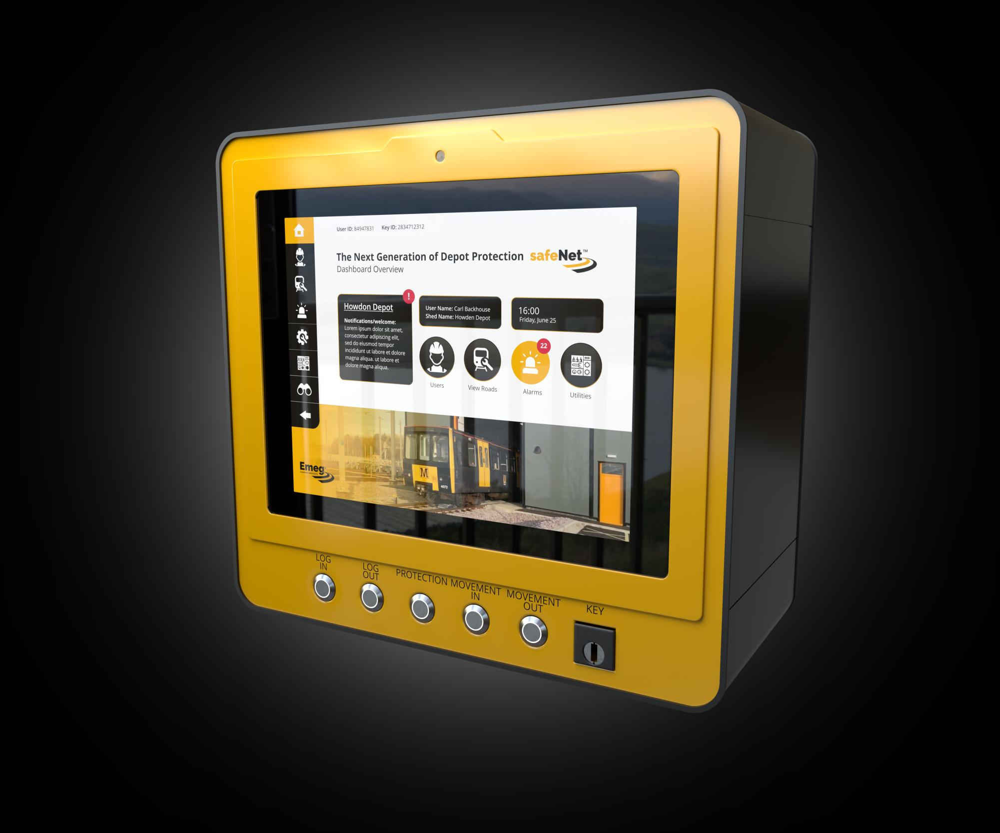 User ID: 84947831 Key ID: 2834712312
The Next Generation of Depot Protection safeNet™
Dashboard Overview
Howdon Depot
!
Notifications/welcome:
Lorem ipsum dolor sit amet,
consectetur adipiscing elit,
sed do eiusmod tempor
incididunt ut labore et dolore
magna aliqua. ut labore et
dolore magna aliqua.
User Name: Carl Backhouse
Shed Name: Howden Depot
16:00
Friday, June 25
22
Users
View Roads
Alarms
Utilities
M
4072
Emeg
Control Solutions
LOG
IN
LOG
OUT
PROTECTION
MOVEMENT
IN
MOVEMENT
OUT
KEY